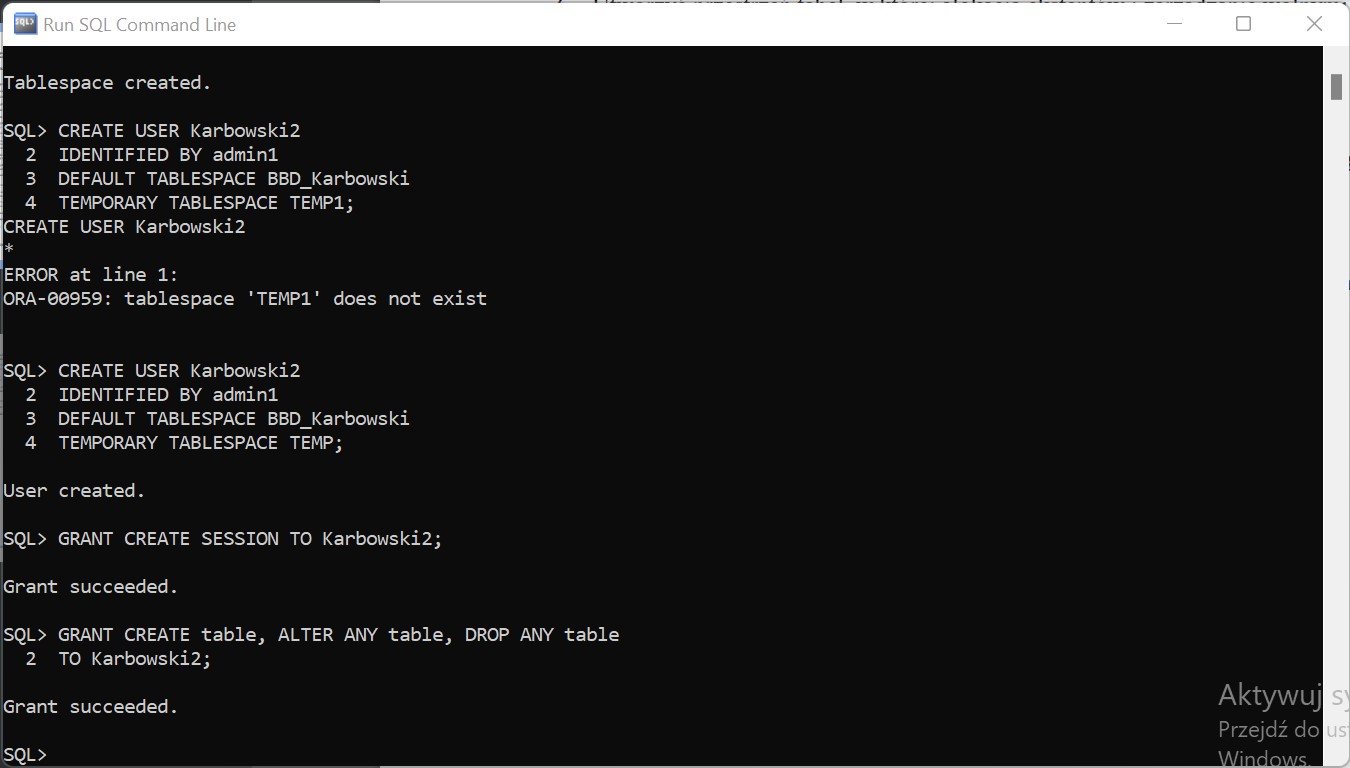 Run SQL Command Line
Tablespace created.
SQL> CREATE USER Karbowski2
2 IDENTIFIED BY admin1
3 DEFAULT TABLESPACE BBD_Karbowski
4 TEMPORARY TABLESPACE TEMP1;
CREATE USER Karbowski2
*
ERROR at line 1:
ORA-00959: tablespace 'TEMP1' does not exist
SQL> CREATE USER Karbowski2
2 IDENTIFIED BY admin1
3 DEFAULT TABLESPACE BBD_Karbowski
4 TEMPORARY TABLESPACE TEMP;
User created.
SQL> GRANT CREATE SESSION TO Karbowski2;
Grant succeeded.
SQL> GRANT CREATE table, ALTER ANY table, DROP ANY table
2 TO Karbowski2;
Grant succeeded.
SQL>
Aktywuj sy
Przejdź do ust
Windows.